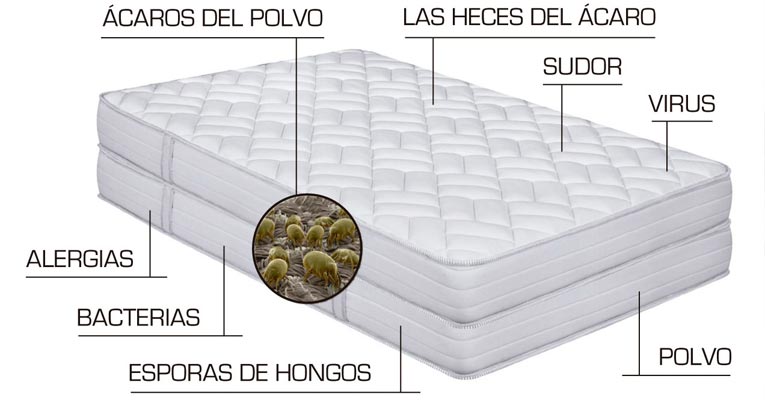 ÁCAROS DEL POLVO
LAS HECES DEL ÁCARO
SUDOR
VIRUS
ALERGIAS
BACTERIAS
ESPORAS DE HONGOS
POLVO